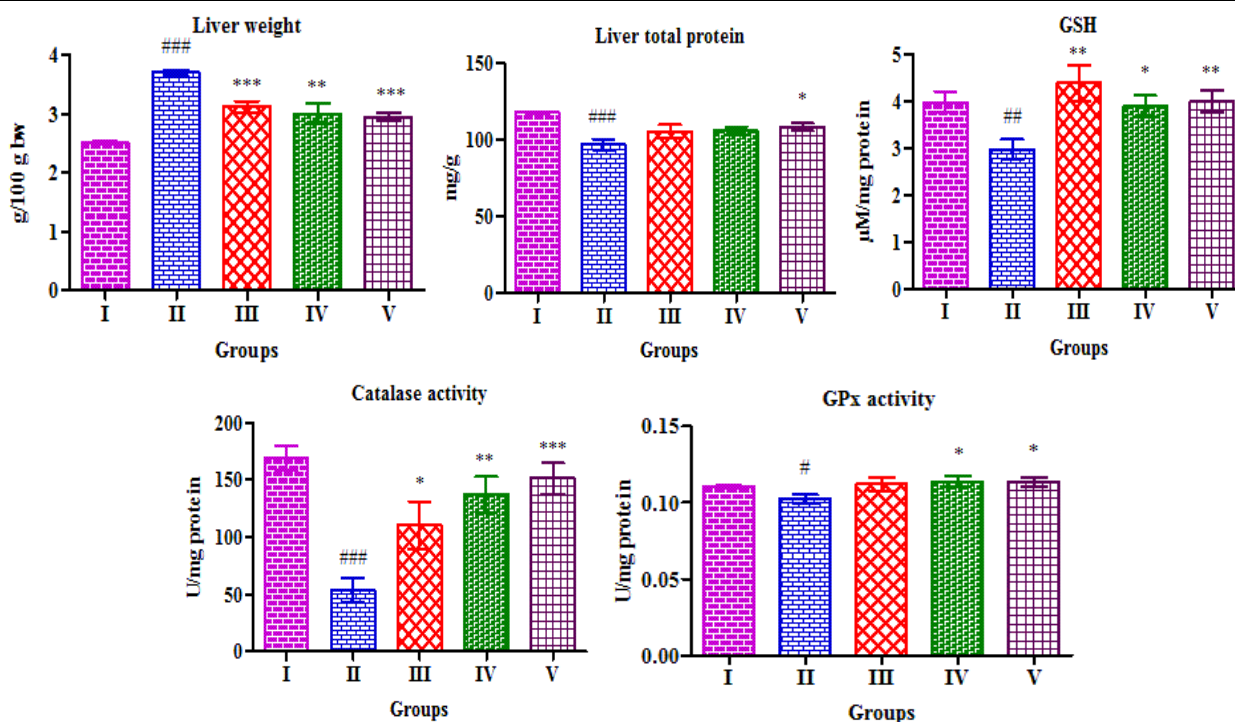 Liver weight
g/100 g bw
4
3
2
1
0
###
***
**
***
I II III IV V
Groups
Liver total protein
mg/g
150
100
50
0
###
*
I II III IV V
Groups
GSH
µM/mg protein
5
4
3
2
1
0
##
**
*
**
I II III IV V
Groups
Catalase activity
U/mg protein
200
150
100
50
0
###
*
**
***
I II III IV V
Groups
GPx activity
U/mg protein
0.15
0.10
0.05
0.00
#
*
*
I II III IV V
Groups